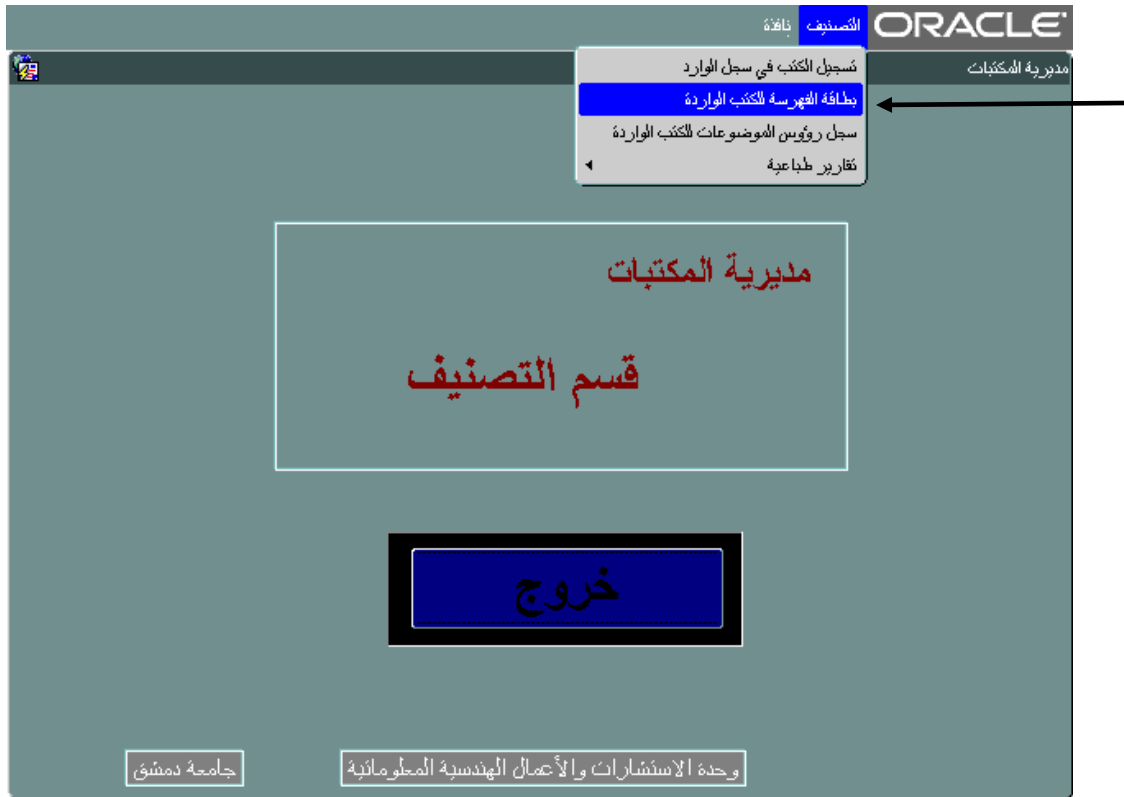 ORACLE
التصنيف نافذة
مديرية المكتبات
تسجيل الكتب في سجل الوارد
بطاقة الفهرسة للكتب الواردة
سجل رؤوس الموضوعات للكتب الواردة
تقارير طباعية
مديرية المكتبات
قسم التصنيف
خروج
وحدة الاستشارات والأعمال الهندسية المعلوماتية
جامعة دمشق